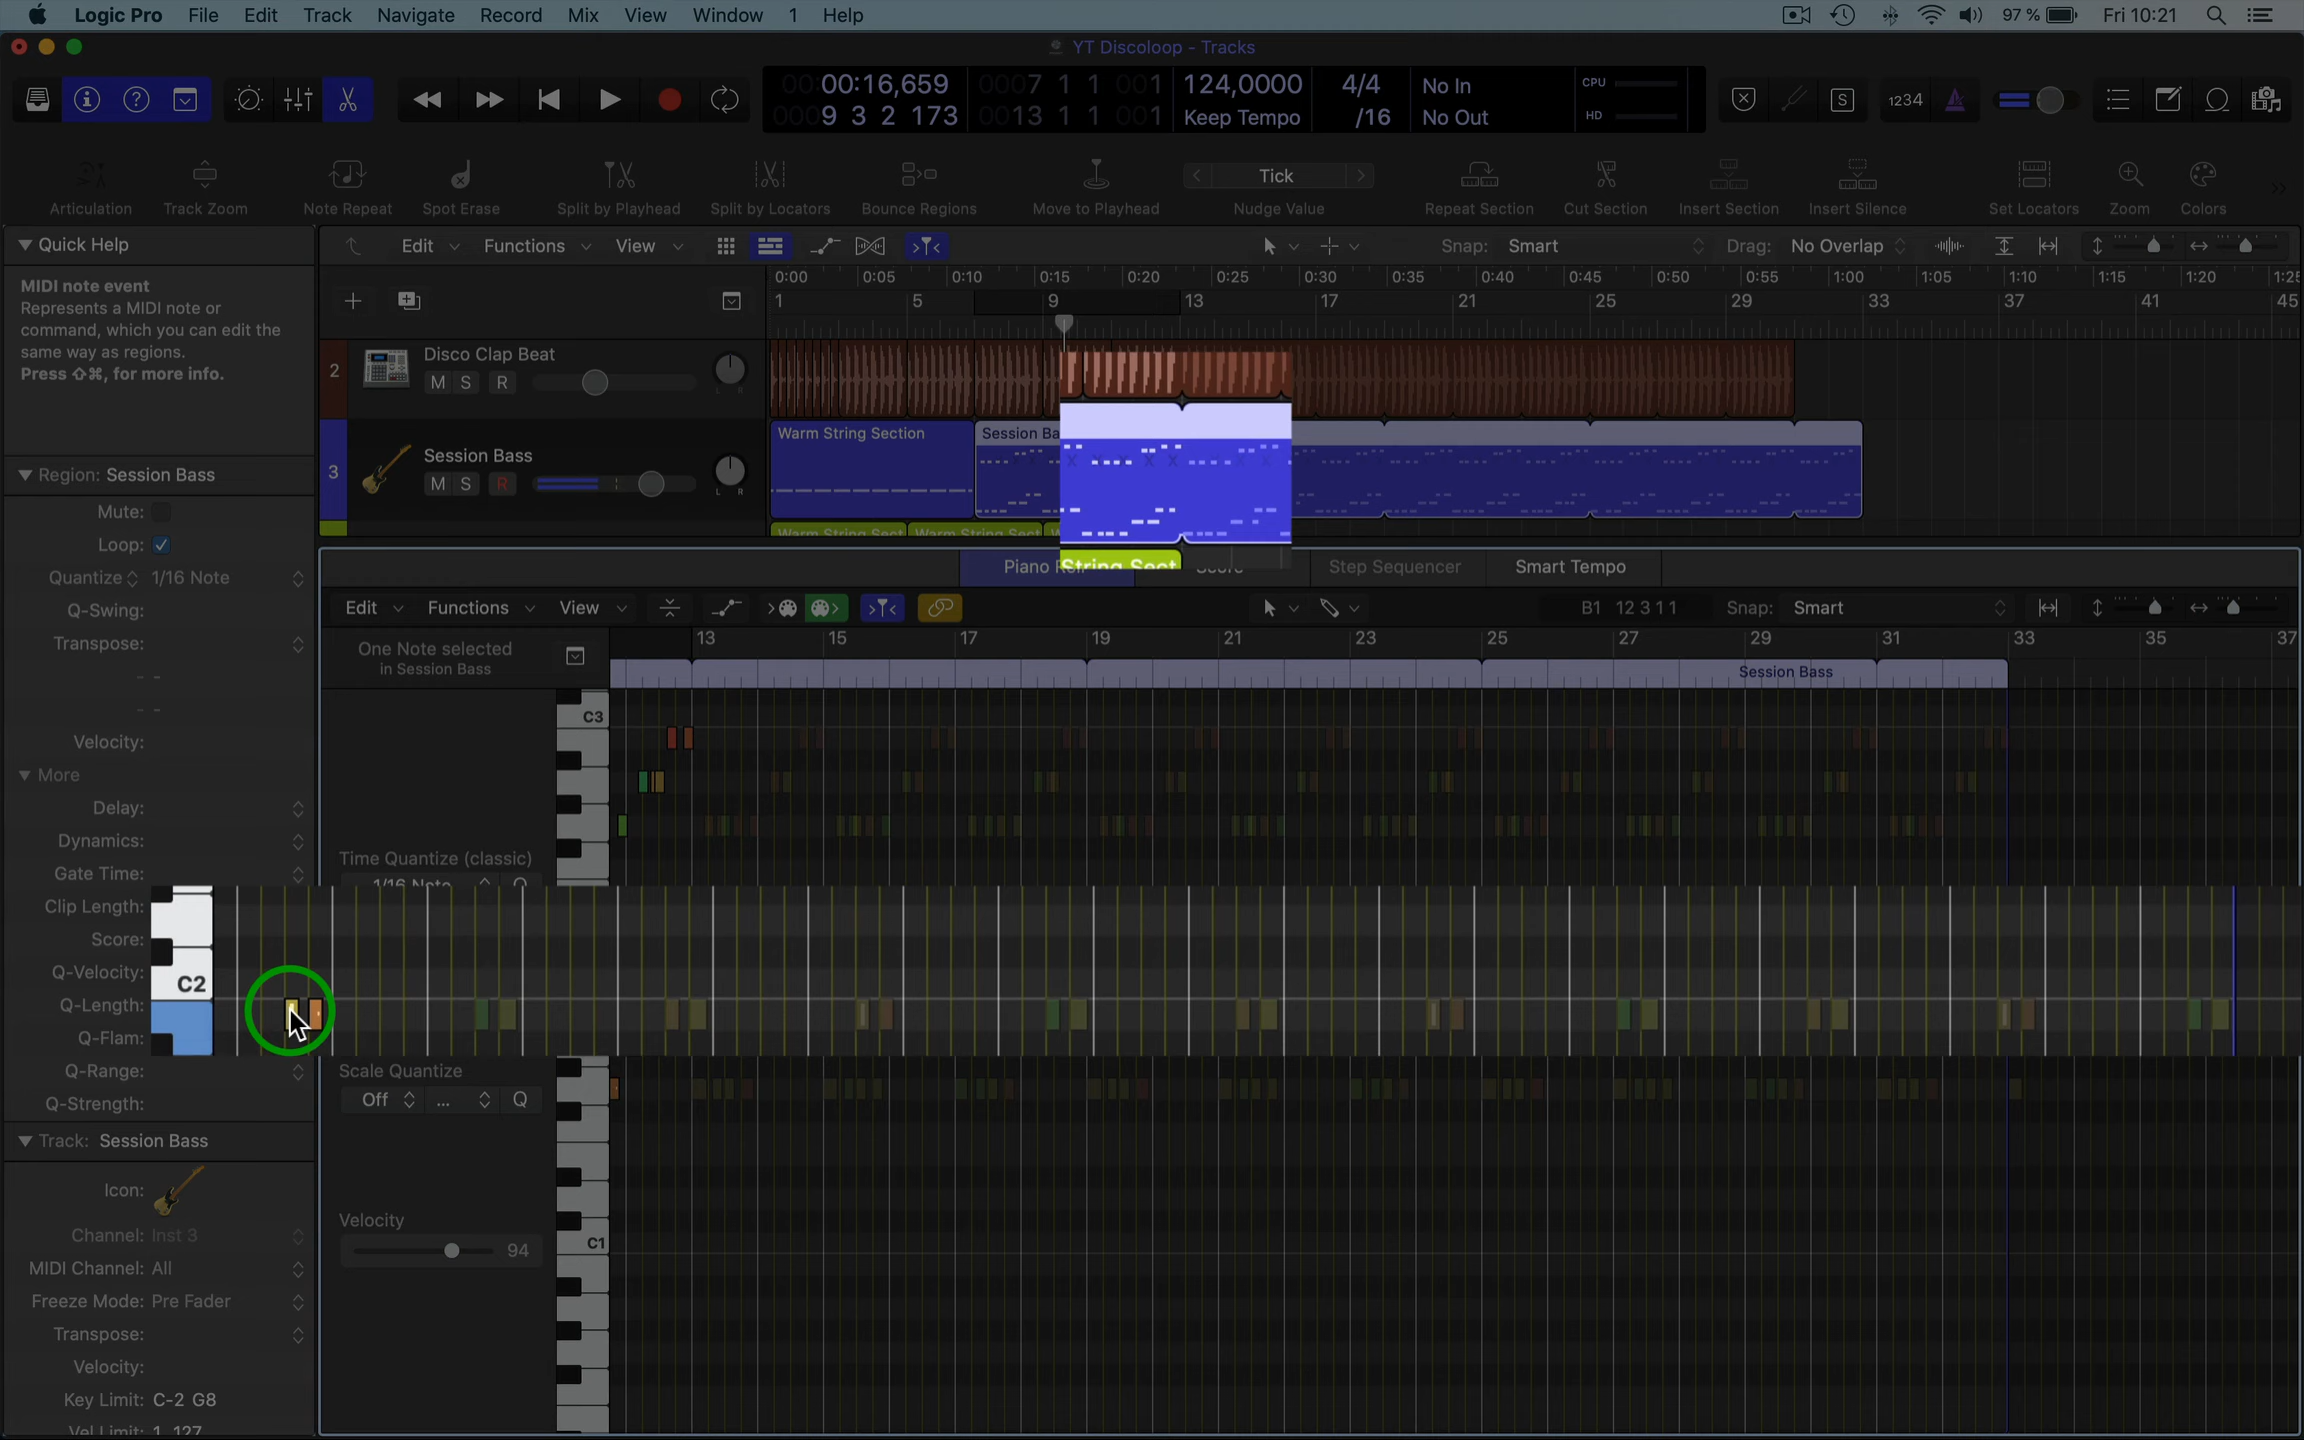 Logic Pro File Edit Track Navigate Record Mix View Window 1 Help 97 % Fri 10:21
YT Discoloop - Tracks
00:00:16,659 0007 1 1 001 124,0000 4/4 No In CPU
0009 3 2 173 0013 1 1 001 Keep Tempo /16 No Out HD
S 1234
Tick
Articulation Track Zoom Note Repeat Spot Erase Split by Playhead Split by Locators Bounce Regions Move to Playhead Nudge Value Repeat Section Cut Section Insert Section Insert Silence Set Locators Zoom Colors
Quick Help
Edit Functions View Snap: Smart Drag: No Overlap
MIDI note event
Represents a MIDI note or
command, which you can edit the
same way as regions.
Press ⇧⌘, for more info.
0:00 0:05 0:10 0:15 0:20 0:25 0:30 0:35 0:40 0:45 0:50 0:55 1:00 1:05 1:10 1:15 1:20 1:25
1 5 9 13 17 21 25 29 33 37 41 45
2 Disco Clap Beat
M S R L R
Warm String Section Session Ba
3 Session Bass
M S R L R
Warm String Sect Warm String Sect
String Sect
Region: Session Bass
Mute:
Loop:
Quantize 1/16 Note
Q-Swing:
Transpose:
- -
- -
Velocity:
More
Delay:
Dynamics:
Gate Time:
Clip Length:
Score:
Q-Velocity:
Q-Length:
Q-Flam:
Q-Range:
Q-Strength:
Track: Session Bass
Icon:
Channel: Inst 3
MIDI Channel: All
Freeze Mode: Pre Fader
Transpose:
Velocity:
Key Limit: C-2 G8
Vel Limit: 1 127
Piano Roll Score Step Sequencer Smart Tempo
Edit Functions View B1 12 3 1 1 Snap: Smart
13 15 17 19 21 23 25 27 29 31 33 35 37
One Note selected
in Session Bass
Session Bass
C3
Time Quantize (classic)
1/16 Note Q
C2
Scale Quantize
Off ... Q
Velocity
94
C1